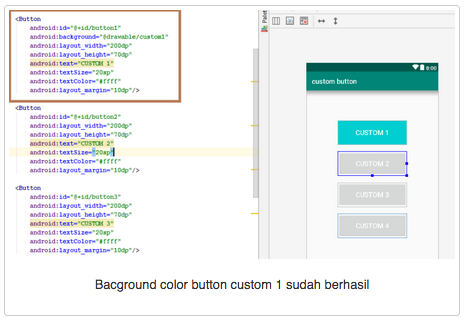 <Button
android:id="@+id/button1"
android:background="@drawable/custom1"
android:layout_width="200dp"
android:layout_height="70dp"
android:text="CUSTOM 1"
android:textSize="20sp"
android:textColor="#ffff"
android:layout_margin="10dp"/>
<Button
android:id="@+id/button2"
android:layout_width="200dp"
android:layout_height="70dp"
android:text="CUSTOM 2"
android:textSize="20sp"
android:textColor="#ffff"
android:layout_margin="10dp"/>
<Button
android:id="@+id/button3"
android:layout_width="200dp"
android:layout_height="70dp"
android:text="CUSTOM 3"
android:textSize="20sp"
android:textColor="#ffff"
android:layout_margin="10dp"/>
8:00
custom button
CUSTOM 1
CUSTOM 2
CUSTOM 3
CUSTOM 4
Bacground color button custom 1 sudah berhasil